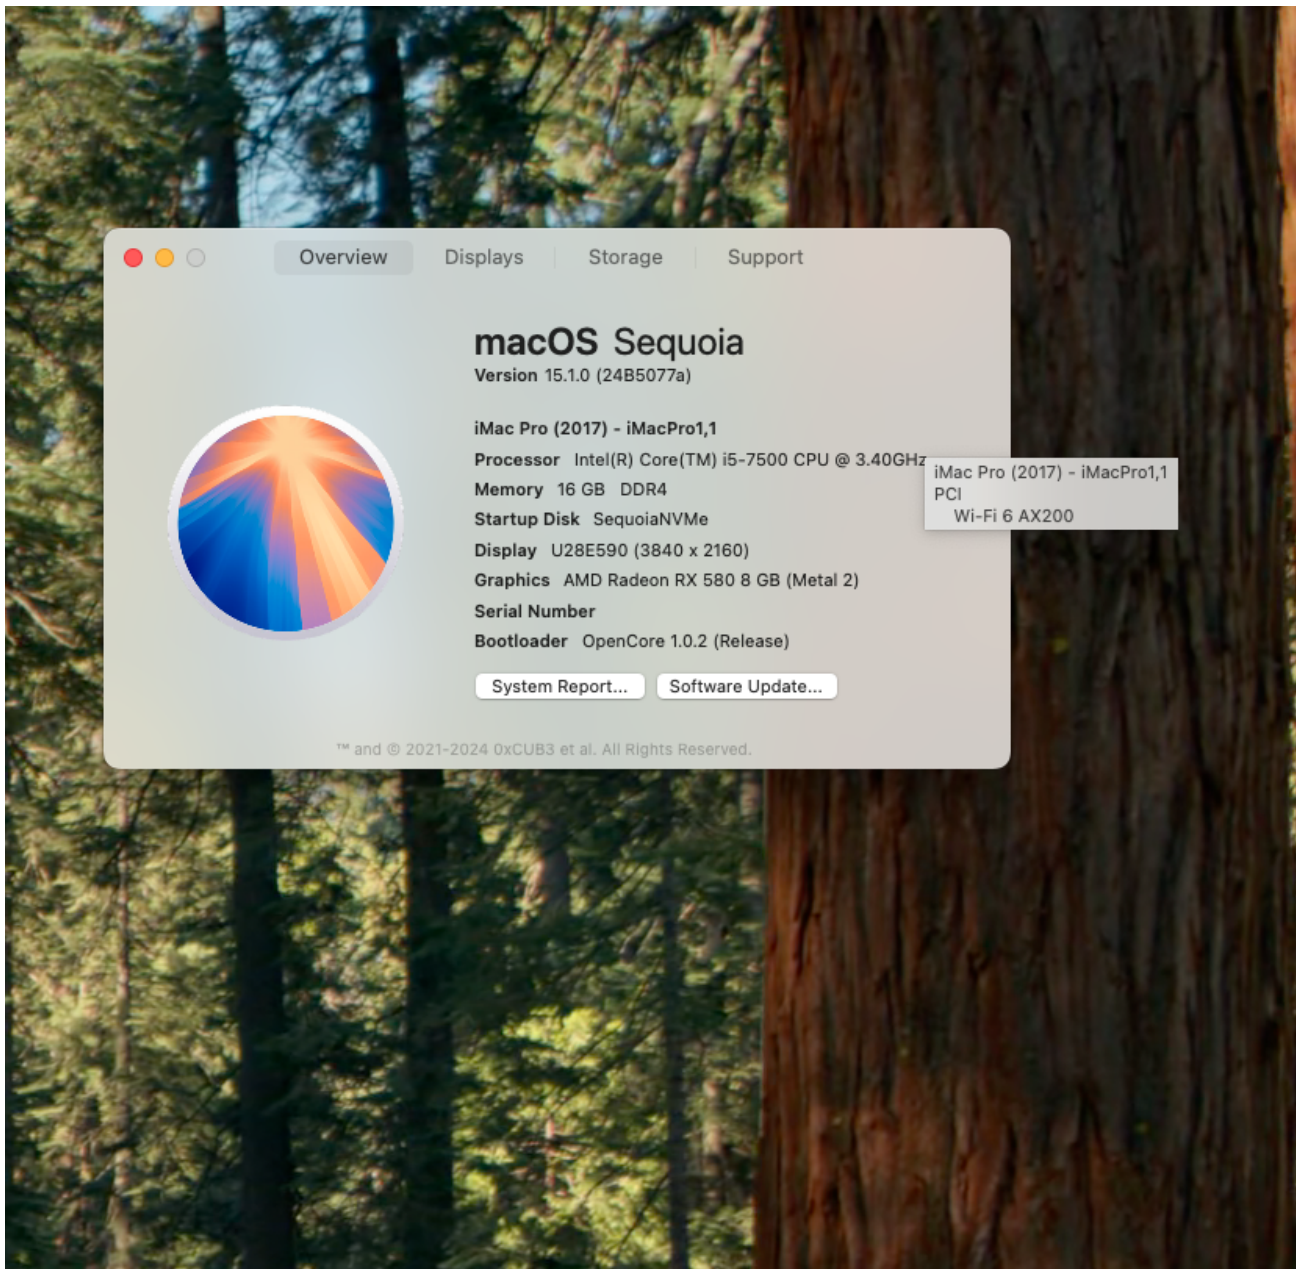 Overview Displays Storage Support
macOS Sequoia
Version 15.1.0 (24B5077a)
iMac Pro (2017) - iMacPro1,1
Processor Intel(R) Core(TM) i5-7500 CPU @ 3.40GHz
Memory 16 GB DDR4
Startup Disk SequoiaNVMe
Display U28E590 (3840 x 2160)
Graphics AMD Radeon RX 580 8 GB (Metal 2)
Serial Number
Bootloader OpenCore 1.0.2 (Release)
System Report... Software Update...
™ and © 2021-2024 0xCUB3 et al. All Rights Reserved.
iMac Pro (2017) - iMacPro1,1
PCI
Wi-Fi 6 AX200